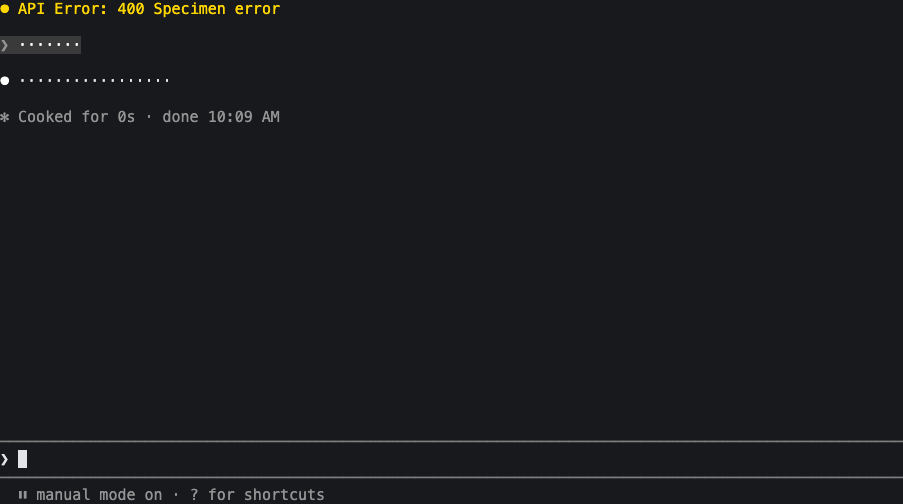 ● API Error: 400 Specimen error
❯ ·······
● ·················
✻ Cooked for 0s · done 10:09 AM
❯
⏸ manual mode on · ? for shortcuts